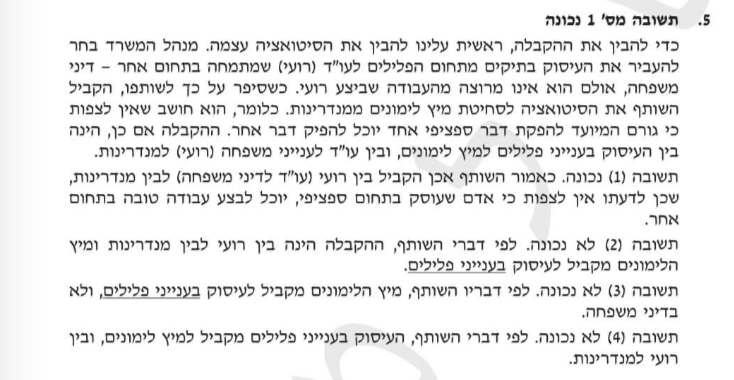 5. תשובה מס' 1 נכונה
כדי להבין את ההקבלה, ראשית עלינו להבין את הסיטואציה עצמה. מנהל המשרד בחר
להעביר את העיסוק בתיקים מתחום הפלילים לעו"ד (רועי) שמתמחה בתחום אחר – דיני
משפחה, אולם הוא אינו מרוצה מהעבודה שביצע רועי. כשסיפר על כך לשותפו, הקביל
השותף את הסיטואציה לסחיטת מיץ לימונים ממנדרינות. כלומר, הוא חושב שאין לצפות
כי גורם המיועד להפקת דבר ספציפי אחד יוכל להפיק דבר אחר. ההקבלה אם כן, הינה
בין העיסוק בענייני פלילים למיץ לימונים, ובין עו"ד לענייני משפחה (רועי) למנדרינות.
תשובה (1) נכונה. כאמור השותף אכן הקביל בין רועי (עו"ד לדיני משפחה) לבין מנדרינות,
שכן לדעתו אין לצפות כי אדם שעוסק בתחום ספציפי, יוכל לבצע עבודה טובה בתחום
אחר.
תשובה (2) לא נכונה. לפי דברי השותף, ההקבלה הינה בין רועי לבין מנדרינות ומיץ
הלימונים מקביל לעיסוק בענייני פלילים.
תשובה (3) לא נכונה. לפי דבריו השותף, מיץ הלימונים מקביל לעיסוק בענייני פלילים, ולא
בדיני משפחה.
תשובה (4) לא נכונה. לפי דברי השותף, העיסוק בענייני פלילים מקביל למיץ לימונים, ובין
רועי למנדרינות.